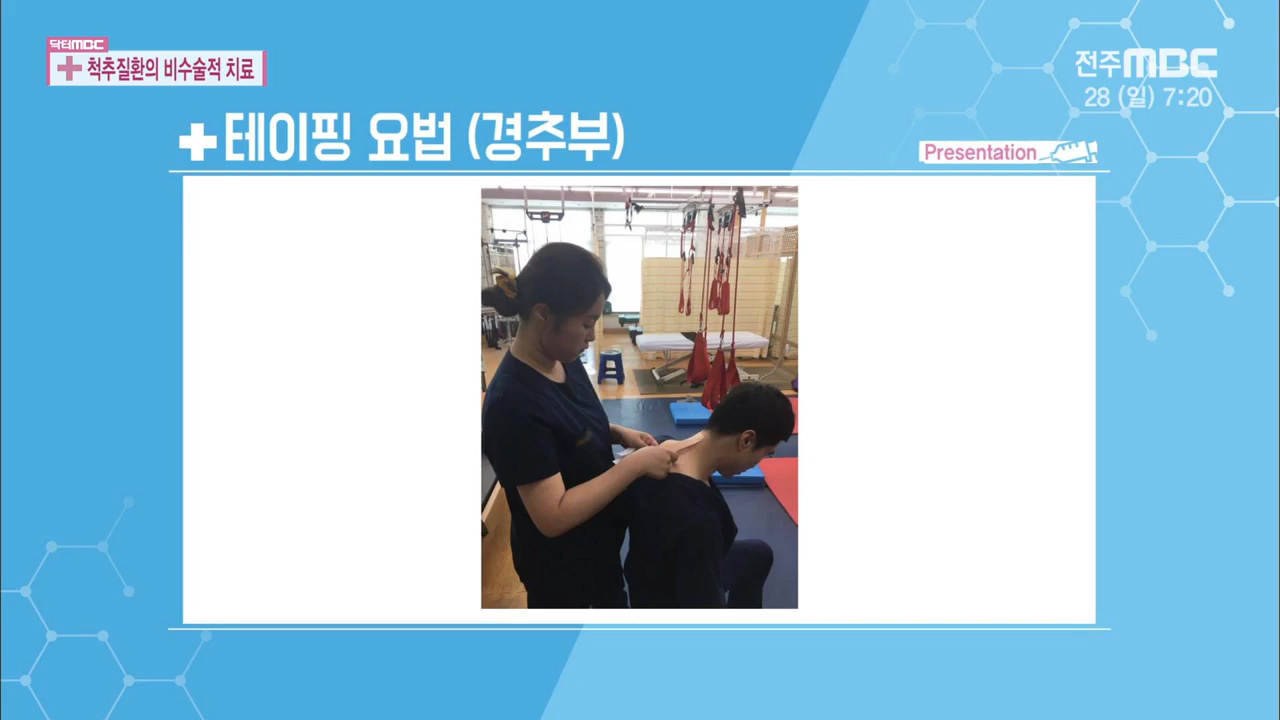 닥터MBC
척추질환의 비수술적 치료
전주MBC
28 (일) 7:20
테이핑 요법 (경추부)
Presentation